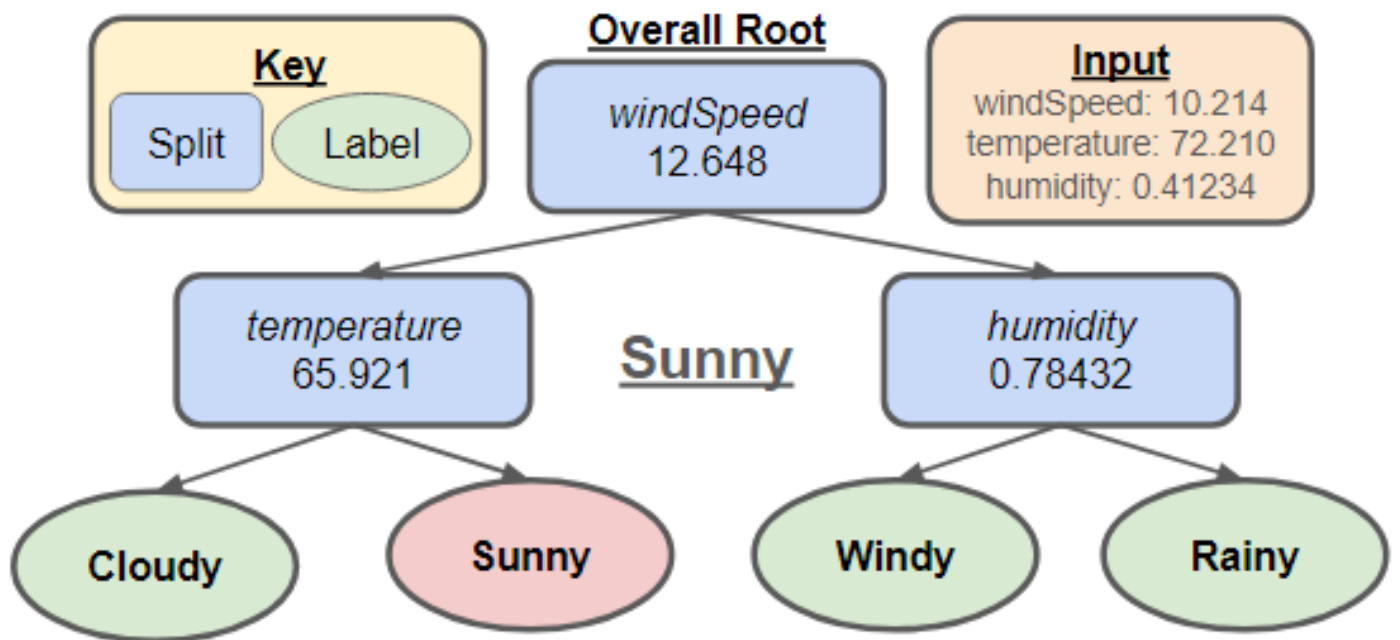 Key
Split
Label
Overall Root
windSpeed
12.648
Input
windSpeed: 10.214
temperature: 72.210
humidity: 0.41234
temperature
65.921
Sunny
humidity
0.78432
Cloudy
Sunny
Windy
Rainy